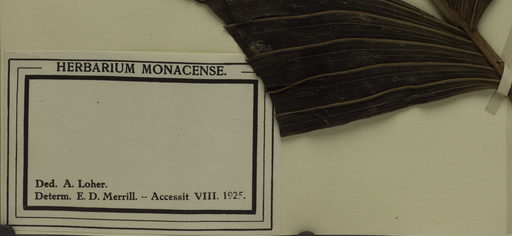 HERBARIUM MONACENSE.
Ded. A. Loher.
Determ. E. D. Merrill. – Accessit VIII. 1925.